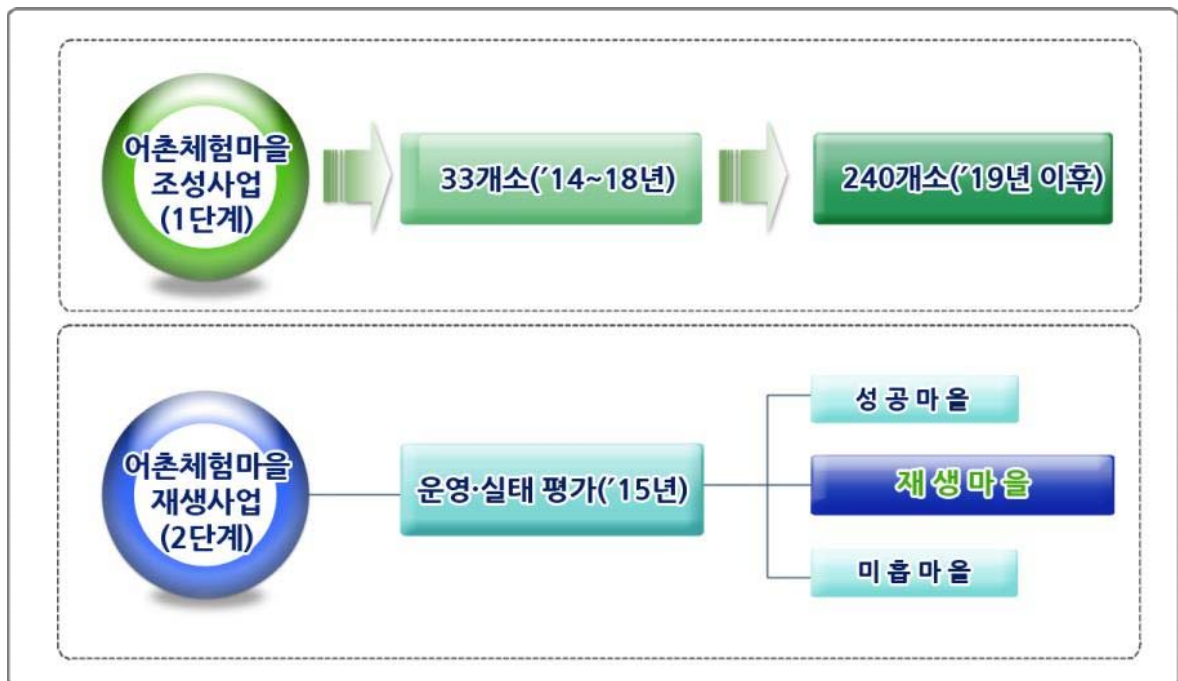 어촌체험마을
조성사업
(1단계)
33개소(′14~18년)
240개소(′19년 이후)
어촌체험마을
재생사업
(2단계)
운영·실태 평가(′15년)
성 공 마 을
재 생 마 을
미 흡 마 을